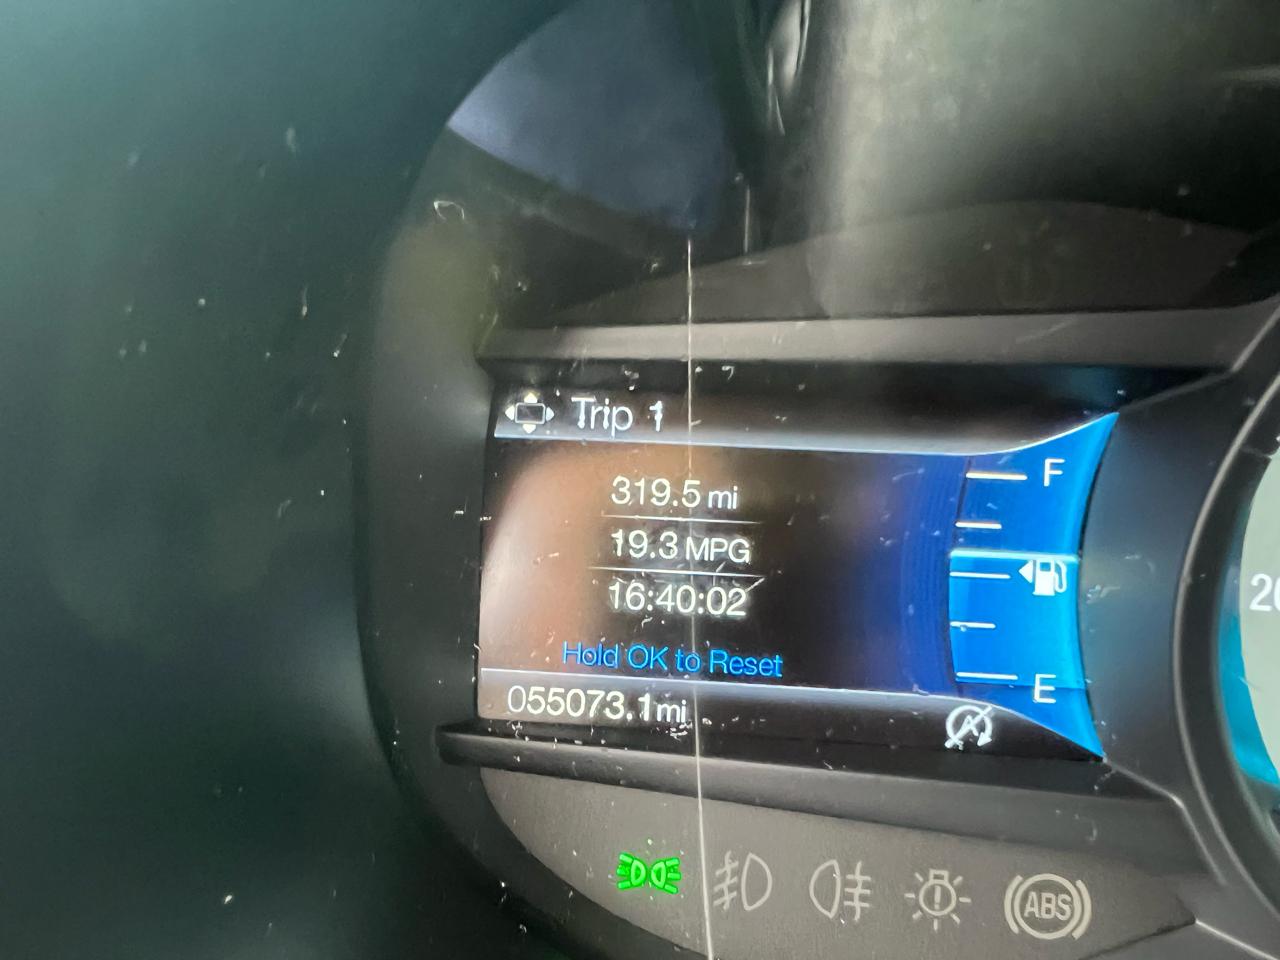 Trip 1
319.5 mi
F
19.3 MPG
16:40:02
Hold OK to Reset
E
055073.1mi
ABS